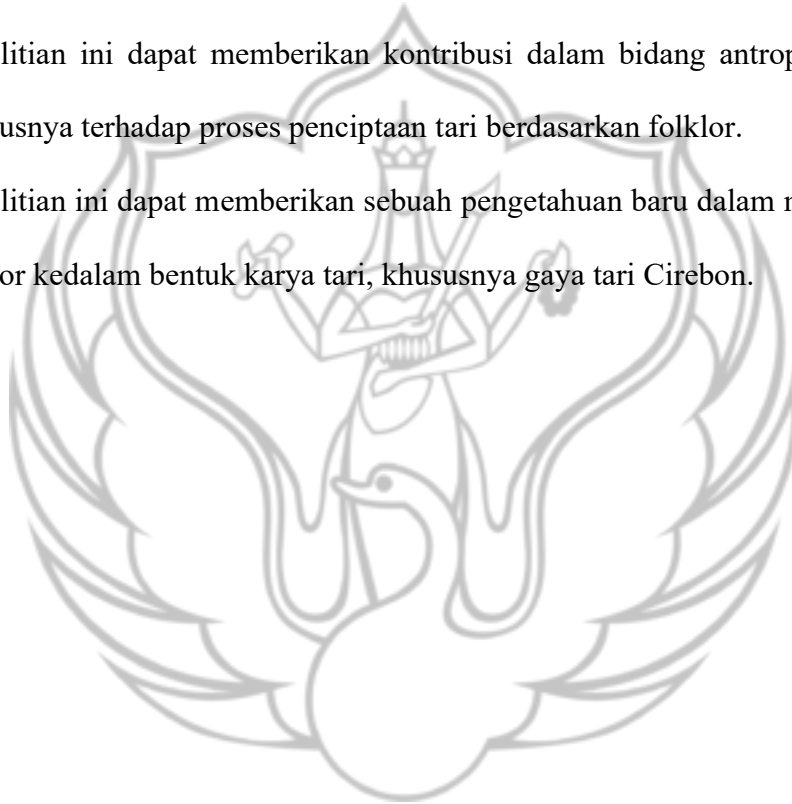 litian ini dapat memberikan kontribusi dalam bidang antrop
usnya terhadap proses penciptaan tari berdasarkan folklor.
litian ini dapat memberikan sebuah pengetahuan baru dalam
or kedalam bentuk karya tari, khususnya gaya tari Cirebon.